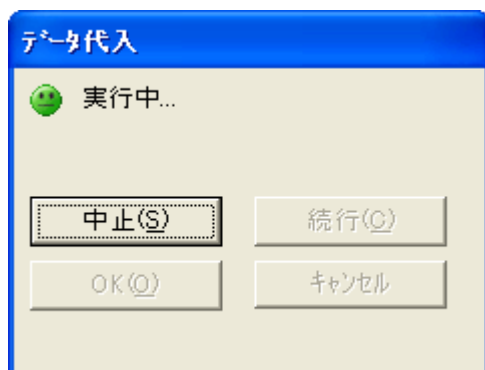 ﾃﾞｰﾀ代入
実行中...
中止(S)
続行(C)
OK(O)
ｷｬﾝｾﾙ